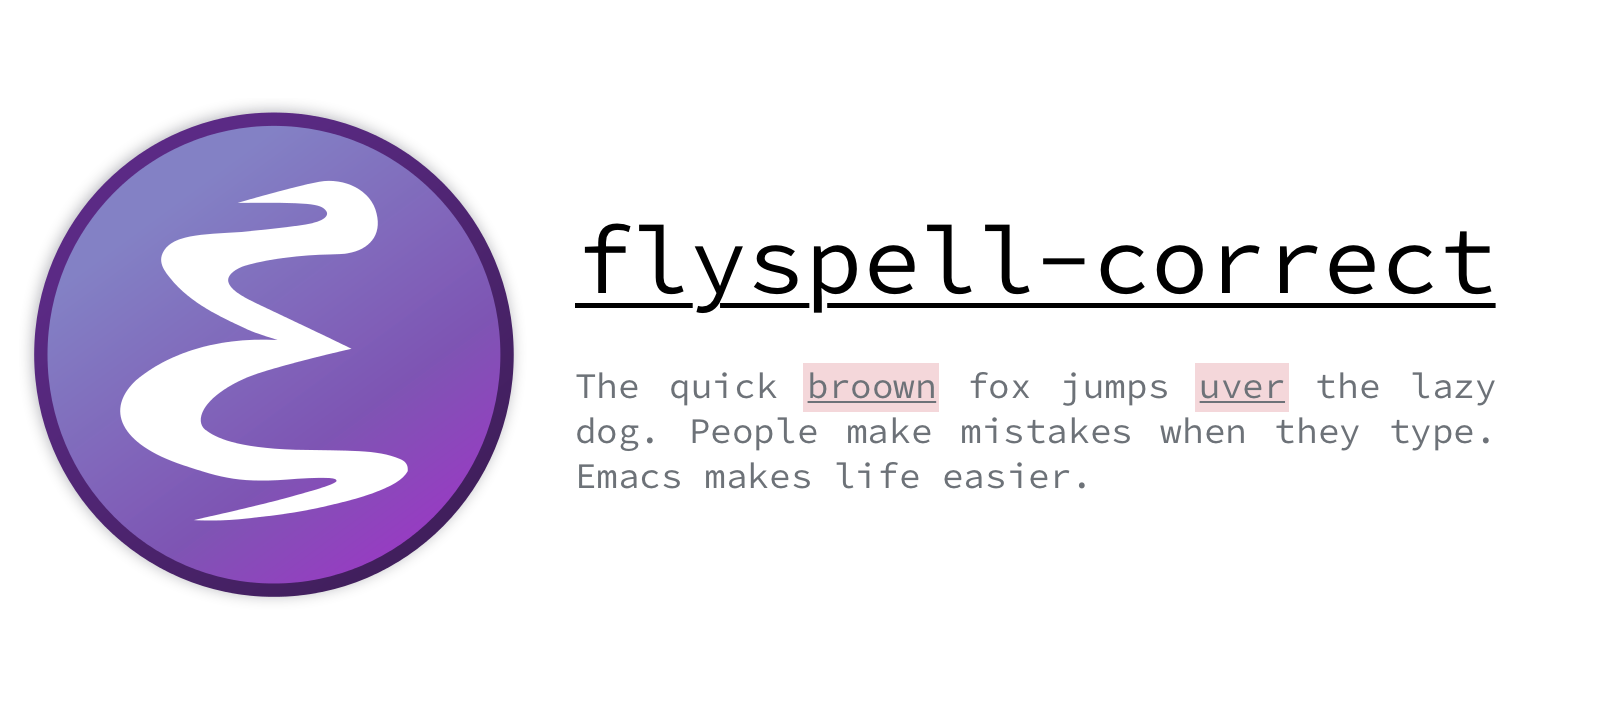 flyspell-correct
The quick broown fox jumps uver the lazy
dog. People make mistakes when they type.
Emacs makes life easier.